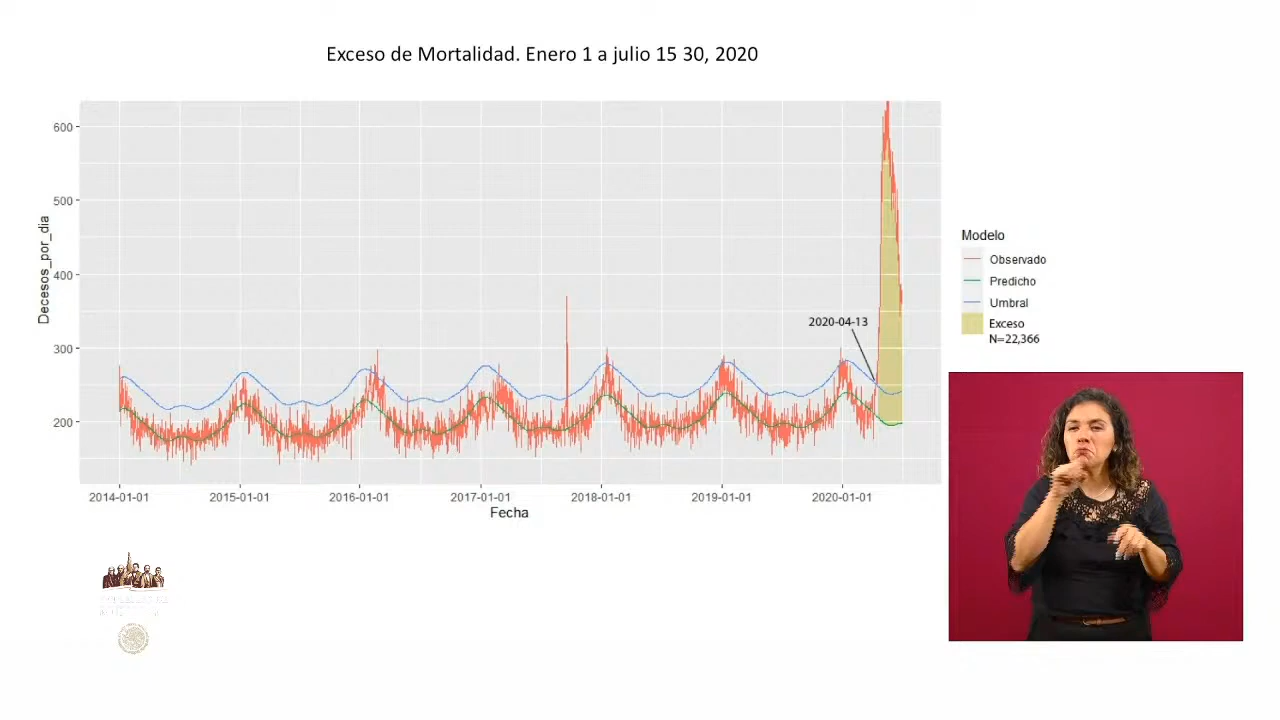 Exceso de Mortalidad. Enero 1 a julio 15 30, 2020
600
500
400
300
200
Decesos_por_dia
2020-04-13
2014-01-01
2015-01-01
2016-01-01
2017-01-01
2018-01-01
2019-01-01
2020-01-01
Fecha
Modelo
Observado
Predicho
Umbral
Exceso
N=22,366